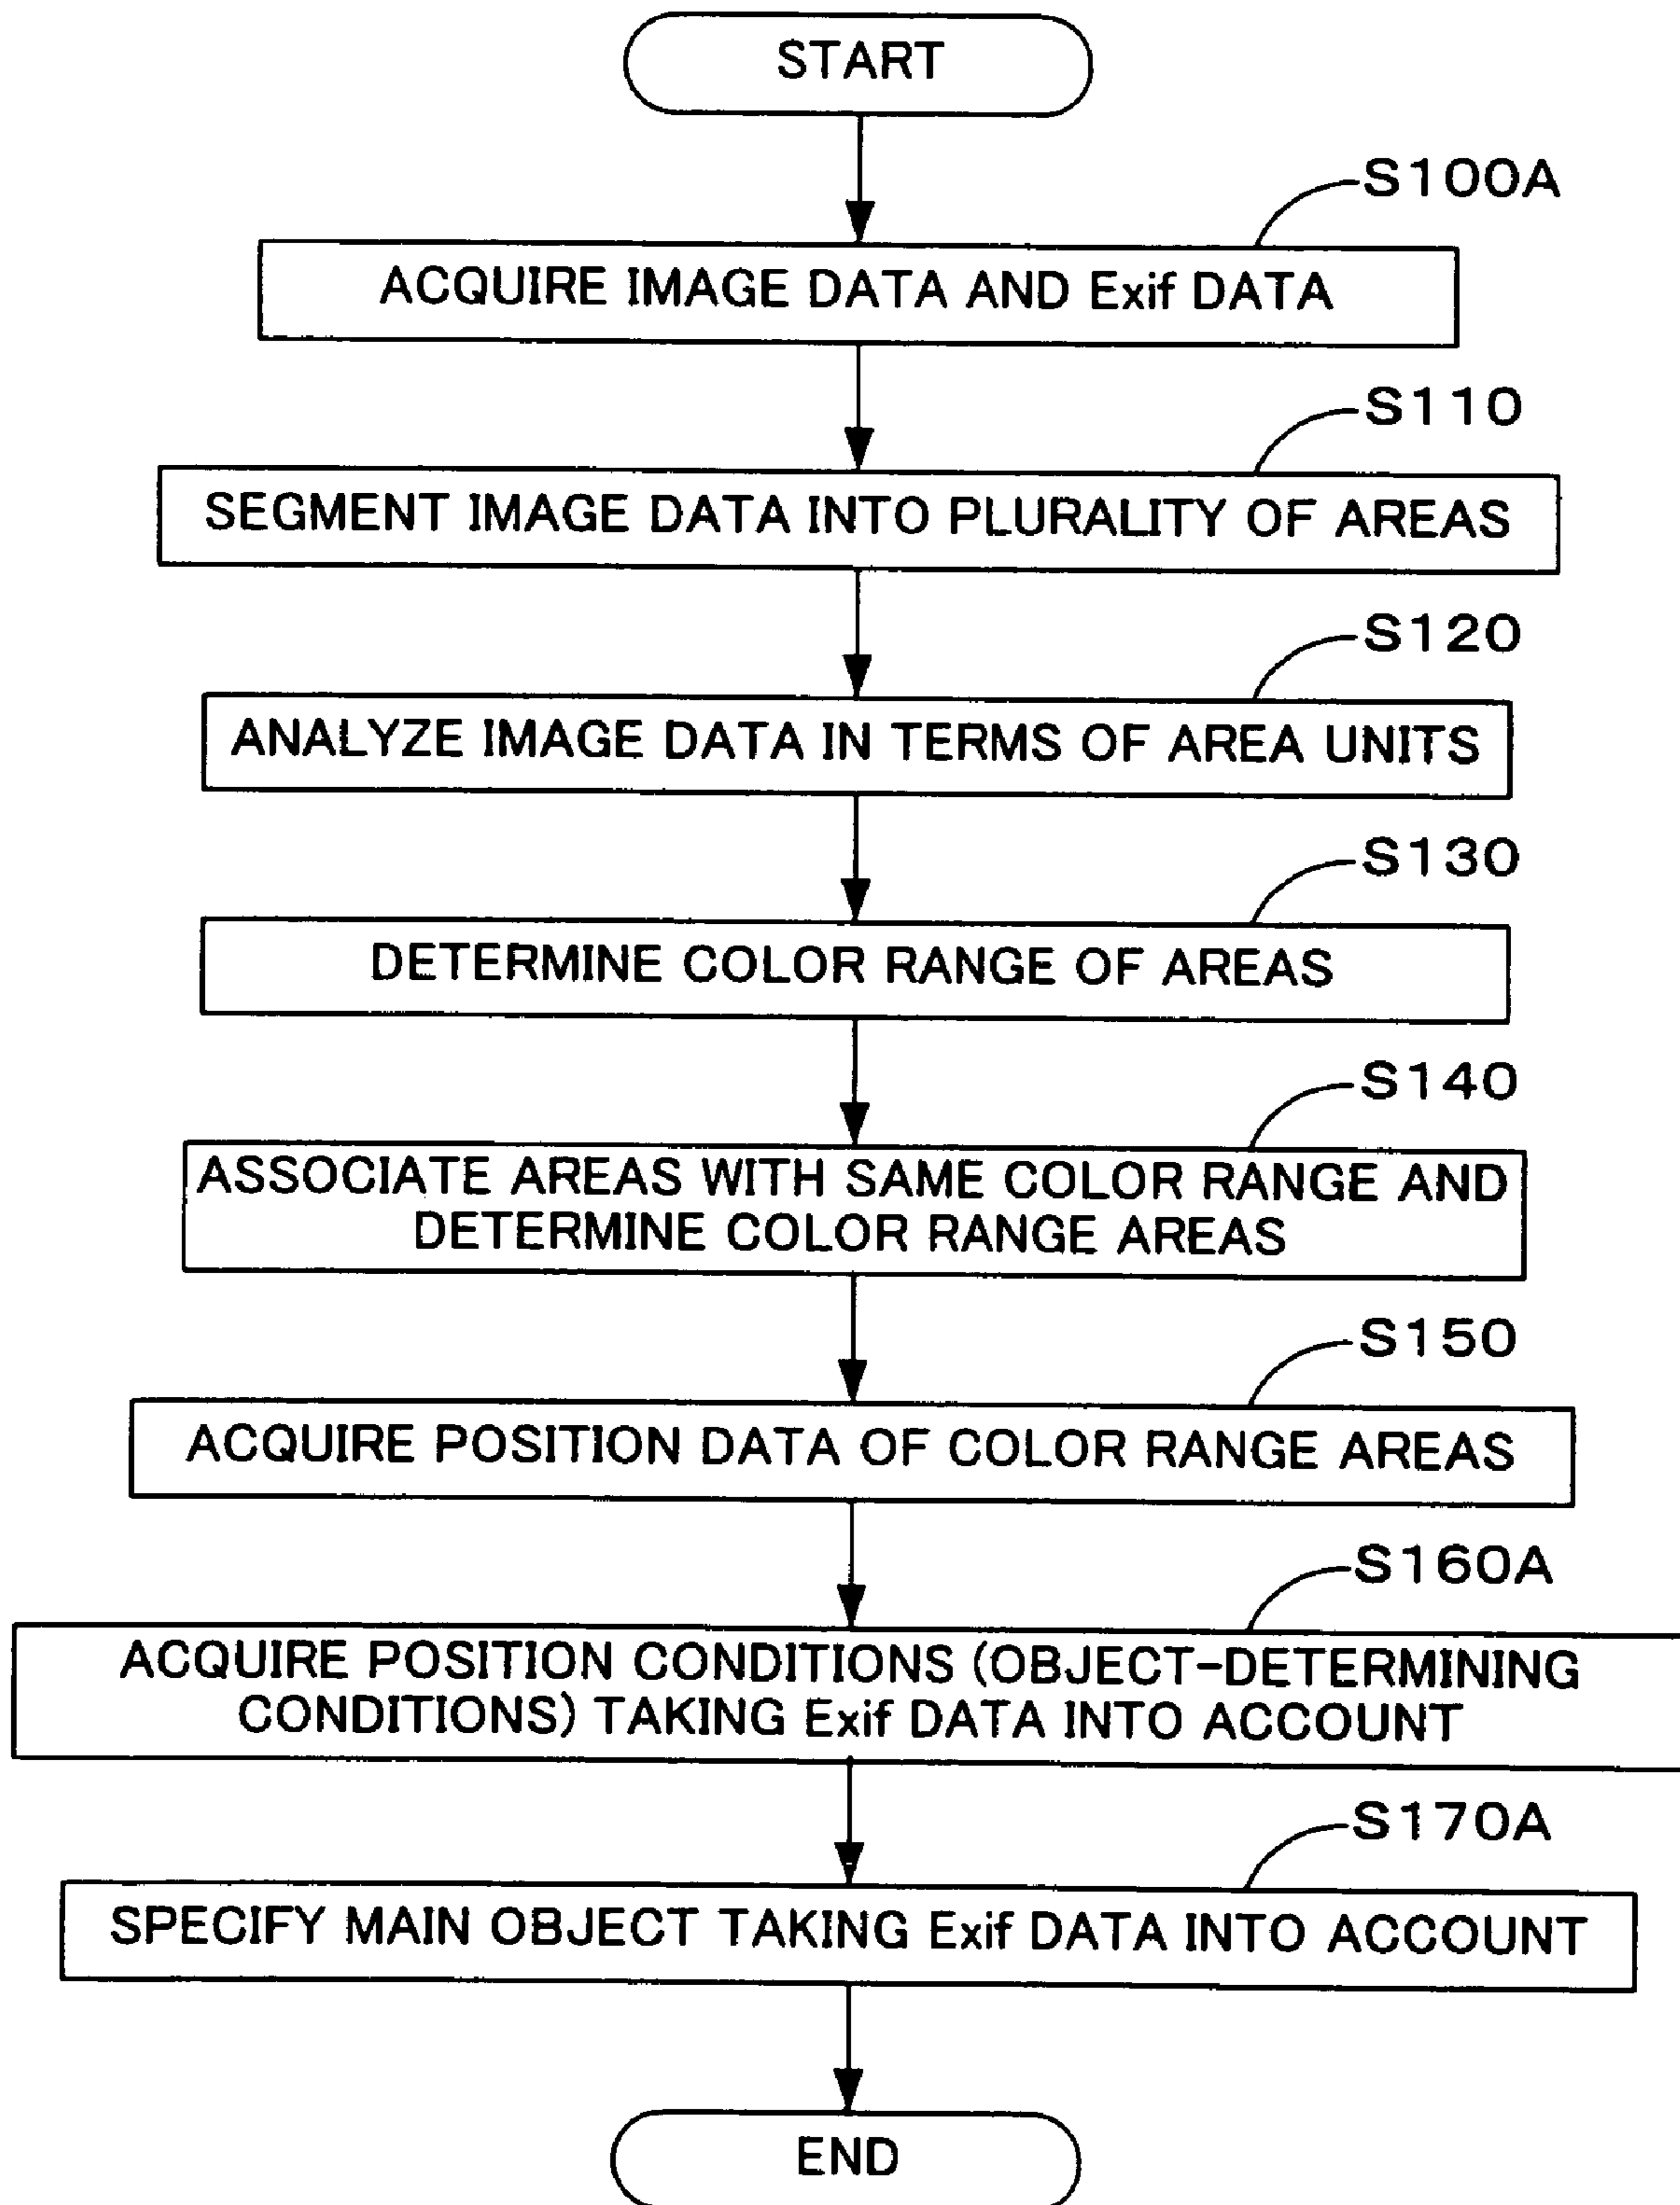 START
S100A
ACQUIRE IMAGE DATA AND Exif DATA
S110
SEGMENT IMAGE DATA INTO PLURALITY OF AREAS
S120
ANALYZE IMAGE DATA IN TERMS OF AREA UNITS
S130
DETERMINE COLOR RANGE OF AREAS
S140
ASSOCIATE AREAS WITH SAME COLOR RANGE AND
DETERMINE COLOR RANGE AREAS
S150
ACQUIRE POSITION DATA OF COLOR RANGE AREAS
S160A
ACQUIRE POSITION CONDITIONS (OBJECT-DETERMINING
CONDITIONS) TAKING Exif DATA INTO ACCOUNT
S170A
SPECIFY MAIN OBJECT TAKING Exif DATA INTO ACCOUNT
END